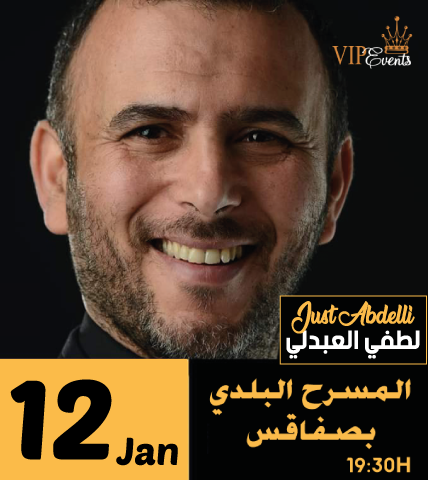 VIP Events
Just Abdelli
لطفي العبدلي
12 Jan
المسرح البلدي
بصفاقس
19:30H